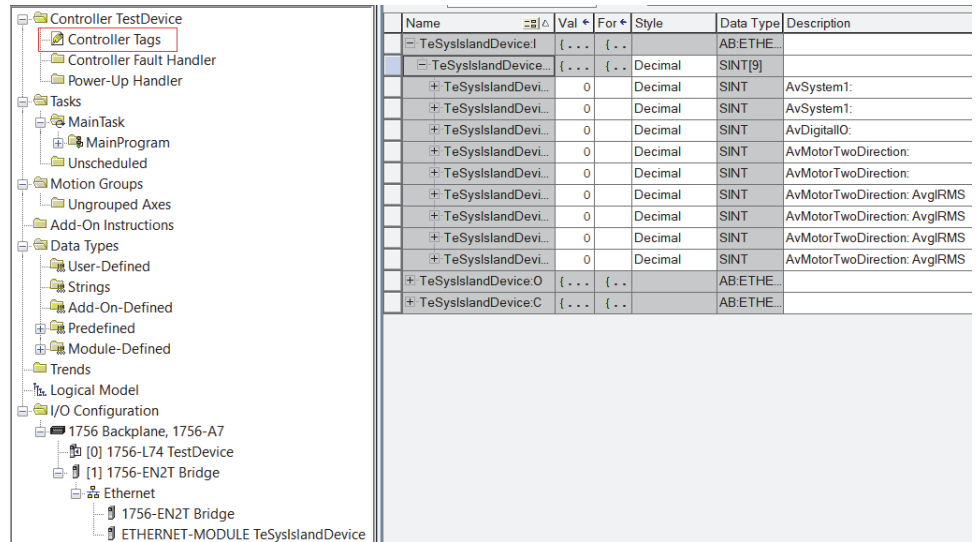 Controller TestDevice
Controller Tags
Controller Fault Handler
Power-Up Handler
Tasks
MainTask
MainProgram
Unscheduled
Motion Groups
Ungrouped Axes
Add-On Instructions
Data Types
User-Defined
Strings
Add-On-Defined
Predefined
Module-Defined
Trends
Logical Model
I/O Configuration
1756 Backplane, 1756-A7
[0] 1756-L74 TestDevice
[1] 1756-EN2T Bridge
Ethernet
1756-EN2T Bridge
ETHERNET-MODULE TeSysIslandDevice
Name Val For Style Data Type Description
TeSysIslandDevice:I {... {.. AB:ETHE...
TeSysIslandDevice... {... {.. Decimal SINT[9]
TeSysIslandDevi... 0 Decimal SINT AvSystem1:
TeSysIslandDevi... 0 Decimal SINT AvSystem1:
TeSysIslandDevi... 0 Decimal SINT AvDigitalIO:
TeSysIslandDevi... 0 Decimal SINT AvMotorTwoDirection:
TeSysIslandDevi... 0 Decimal SINT AvMotorTwoDirection:
TeSysIslandDevi... 0 Decimal SINT AvMotorTwoDirection: AvgIRMS
TeSysIslandDevi... 0 Decimal SINT AvMotorTwoDirection: AvgIRMS
TeSysIslandDevi... 0 Decimal SINT AvMotorTwoDirection: AvgIRMS
TeSysIslandDevi... 0 Decimal SINT AvMotorTwoDirection: AvgIRMS
TeSysIslandDevice:O {... {.. AB:ETHE...
TeSysIslandDevice:C {... {.. AB:ETHE...